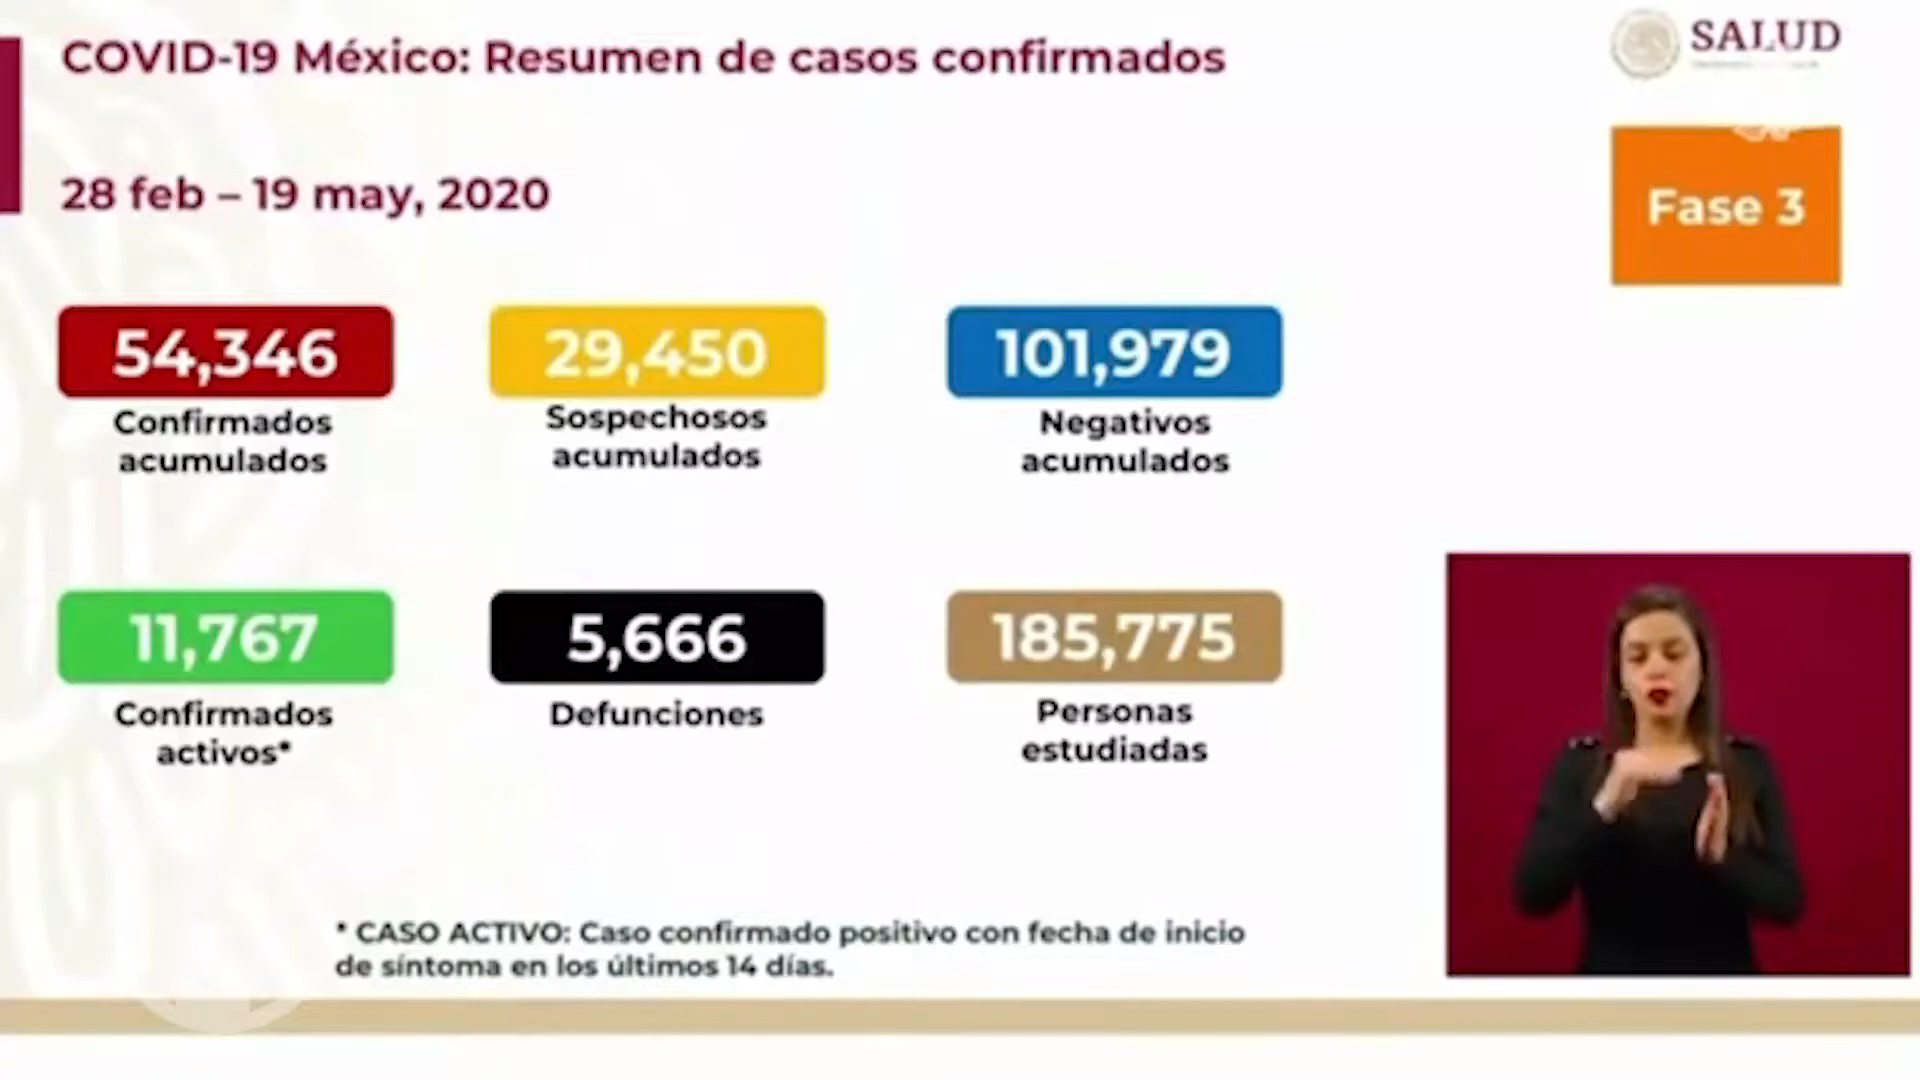 COVID-19 México: Resumen de casos confirmados
SALUD
28 feb – 19 may, 2020
Fase 3
54,346
Confirmados
acumulados
29,450
Sospechosos
acumulados
101,979
Negativos
acumulados
11,767
Confirmados
activos*
5,666
Defunciones
185,775
Personas
estudiadas
* CASO ACTIVO: Caso confirmado positivo con fecha de inicio
de síntoma en los últimos 14 días.